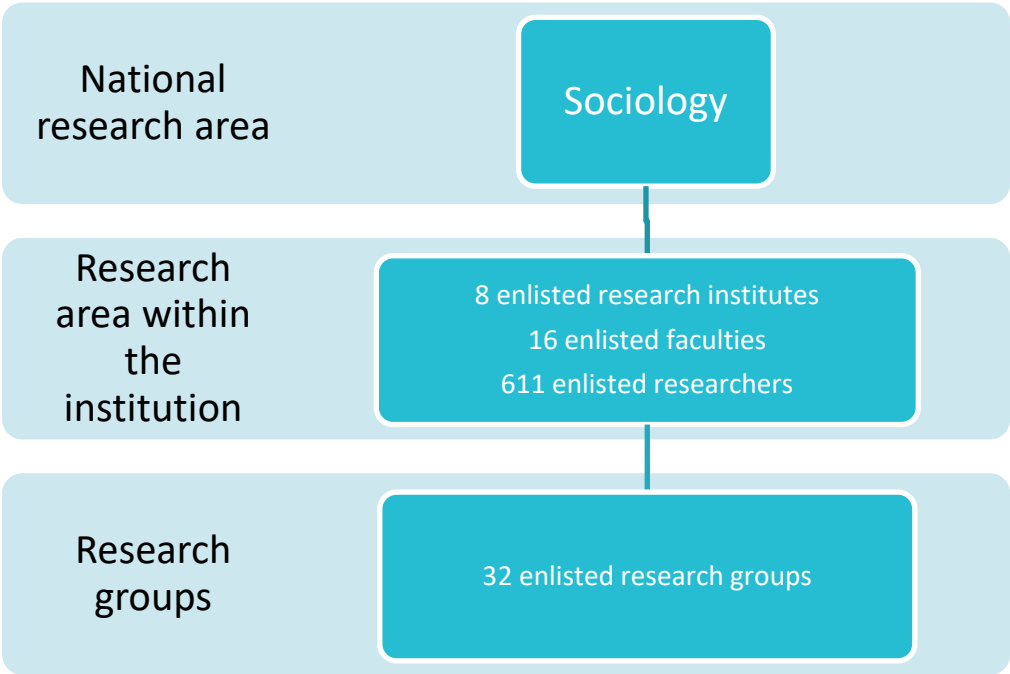 National
research area
Sociology
Research
area within
the
institution
8 enlisted research institutes
16 enlisted faculties
611 enlisted researchers
Research
groups
32 enlisted research groups